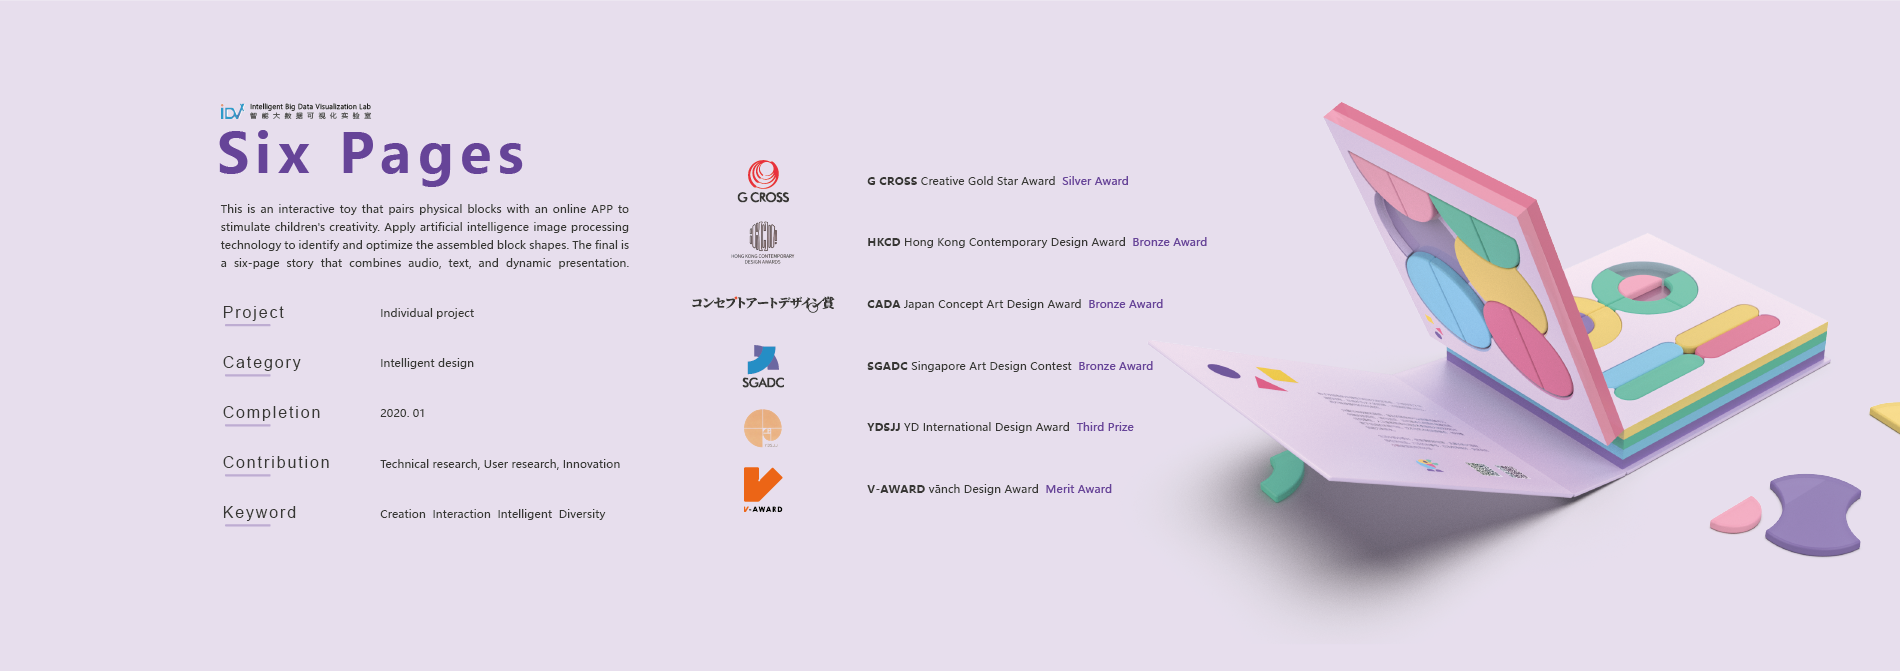 iDVx Intelligent Big Data Visualization Lab
智能大数据可视化实验室
Six Pages
This is an interactive toy that pairs physical blocks with an online APP to
stimulate children's creativity. Apply artificial intelligence image processing
technology to identify and optimize the assembled block shapes. The final is
a six-page story that combines audio, text, and dynamic presentation.
Project Individual project
Category Intelligent design
Completion 2020. 01
Contribution Technical research, User research, Innovation
Keyword Creation Interaction Intelligent Diversity
G CROSS
G CROSS Creative Gold Star Award Silver Award
HONG KONG CONTEMPORARY
DESIGN AWARDS
HKCD Hong Kong Contemporary Design Award Bronze Award
コンセプトアートデザイン賞
CADA Japan Concept Art Design Award Bronze Award
SGADC
SGADC Singapore Art Design Contest Bronze Award
YDSJJ YD International Design Award Third Prize
V-AWARD
V-AWARD vānch Design Award Merit Award